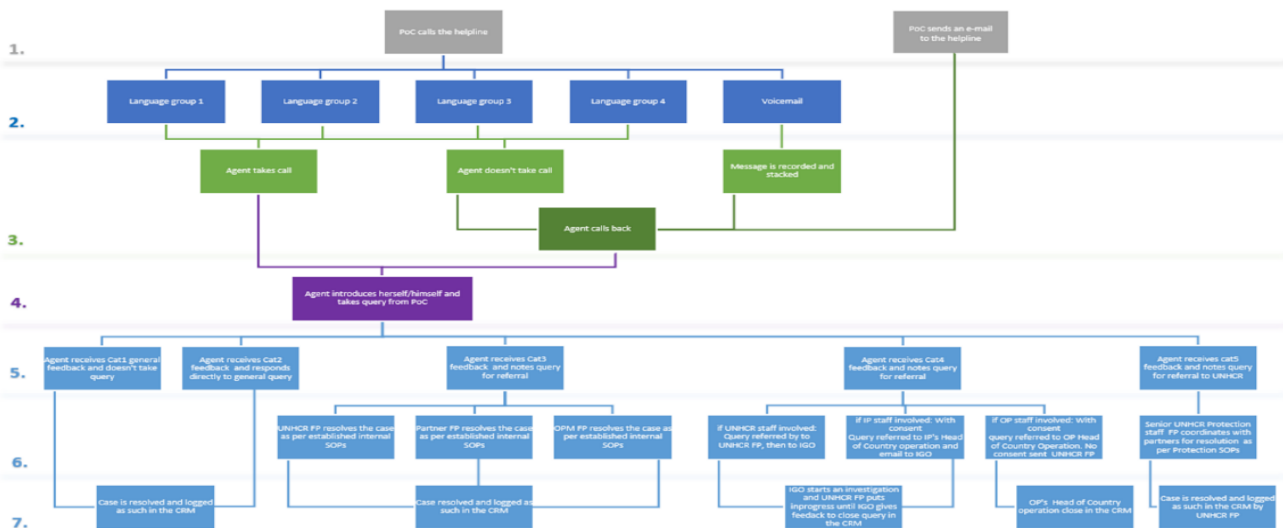 1.
PoC calls the helpline
PoC sends an e-mail
to the helpline
2.
Language group 1
Language group 2
Language group 3
Language group 4
Voicemail
Agent takes call
Agent doesn't take call
Message is recorded and
stacked
3.
Agent calls back
4.
Agent introduces herself/himself and
takes query from PoC
5.
Agent receives Cat1 general
feedback and doesn't take
query
Agent receives Cat2
feedback and responds
directly to general query
Agent receives Cat3
feedback and notes query
for referral
Agent receives Cat4
feedback and notes query
for referral
Agent receives cat5
feedback and notes query
for referral to UNHCR
6.
UNHCR FP resolves the case
as per established internal
SOPs
Partner FP resolves the case
as per established internal
SOPs
OPM FP resolves the case as
per established internal
SOPs
if UNHCR staff involved:
Query referred by to
UNHCR FP, then to IGO
if IP staff involved: With
consent
Query referred to IP's Head
of Country operation and
email to IGO
if OP staff involved: With
consent
query referred to OP Head
of Country Operation. No
consent sent UNHCR FP
Senior UNHCR Protection
staff FP coordinates with
partners for resolution as
per Protection SOPs
7.
Case is resolved and logged
as such in the CRM
Case resolved and logged as
such in the CRM
IGO starts an investigation
and UNHCR FP puts
inprogress until IGO gives
feedack to close query in
the CRM
OP's Head of Country
operation close in the CRM
Case is resolved and logged
as such in the CRM by
UNHCR FP